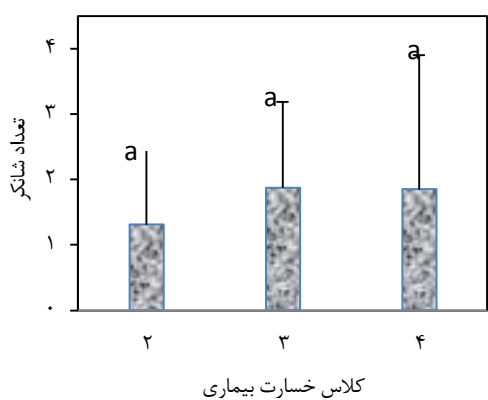 ۴
a
a
۳
a
۲
۱
۰
تعداد شانکر
۲
۳
۴
کلاس خسارت بیماری